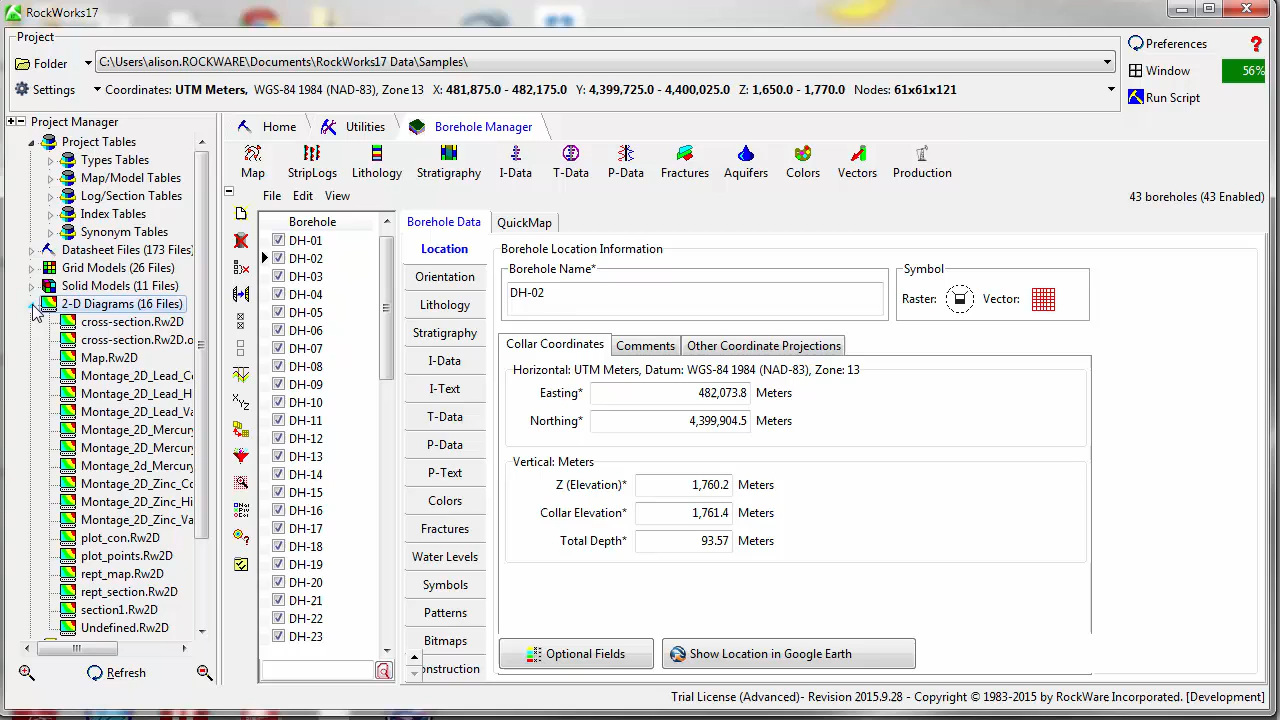 RockWorks17
Project
Folder
C:\Users\alison.ROCKWARE\Documents\RockWorks17 Data\Samples\
Settings
Coordinates: UTM Meters, WGS-84 1984 (NAD-83), Zone 13 X: 481,875.0 - 482,175.0 Y: 4,399,725.0 - 4,400,025.0 Z: 1,650.0 - 1,770.0 Nodes: 61x61x121
Preferences
?
Window
56%
Run Script
Project Manager
Project Tables
Types Tables
Map/Model Tables
Log/Section Tables
Index Tables
Synonym Tables
Datasheet Files (173 Files)
Grid Models (26 Files)
Solid Models (11 Files)
2-D Diagrams (16 Files)
cross-section.Rw2D
cross-section.Rw2D.o
Map.Rw2D
Montage_2D_Lead_Co
Montage_2D_Lead_H
Montage_2D_Lead_Va
Montage_2D_Mercury
Montage_2D_Mercury
Montage_2d_Mercury
Montage_2D_Zinc_Co
Montage_2D_Zinc_Hi
Montage_2D_Zinc_Va
plot_con.Rw2D
plot_points.Rw2D
rept_map.Rw2D
rept_section.Rw2D
section1.Rw2D
Undefined.Rw2D
Refresh
Home
Utilities
Borehole Manager
Map
StripLogs
Lithology
Stratigraphy
I-Data
T-Data
P-Data
Fractures
Aquifers
Colors
Vectors
Production
File Edit View
43 boreholes (43 Enabled)
Borehole
DH-01
DH-02
DH-03
DH-04
DH-05
DH-06
DH-07
DH-08
DH-09
DH-10
DH-11
DH-12
DH-13
DH-14
DH-15
DH-16
DH-17
DH-18
DH-19
DH-20
DH-21
DH-22
DH-23
Borehole Data
QuickMap
Location
Orientation
Lithology
Stratigraphy
I-Data
I-Text
T-Data
P-Data
P-Text
Colors
Fractures
Water Levels
Symbols
Patterns
Bitmaps
onstruction
Borehole Location Information
Borehole Name*
DH-02
Symbol
Raster:
Vector:
Collar Coordinates
Comments
Other Coordinate Projections
Horizontal: UTM Meters, Datum: WGS-84 1984 (NAD-83), Zone: 13
Easting* 482,073.8 Meters
Northing* 4,399,904.5 Meters
Vertical: Meters
Z (Elevation)* 1,760.2 Meters
Collar Elevation* 1,761.4 Meters
Total Depth* 93.57 Meters
Optional Fields
Show Location in Google Earth
Trial License (Advanced)- Revision 2015.9.28 - Copyright © 1983-2015 by RockWare Incorporated. [Development]